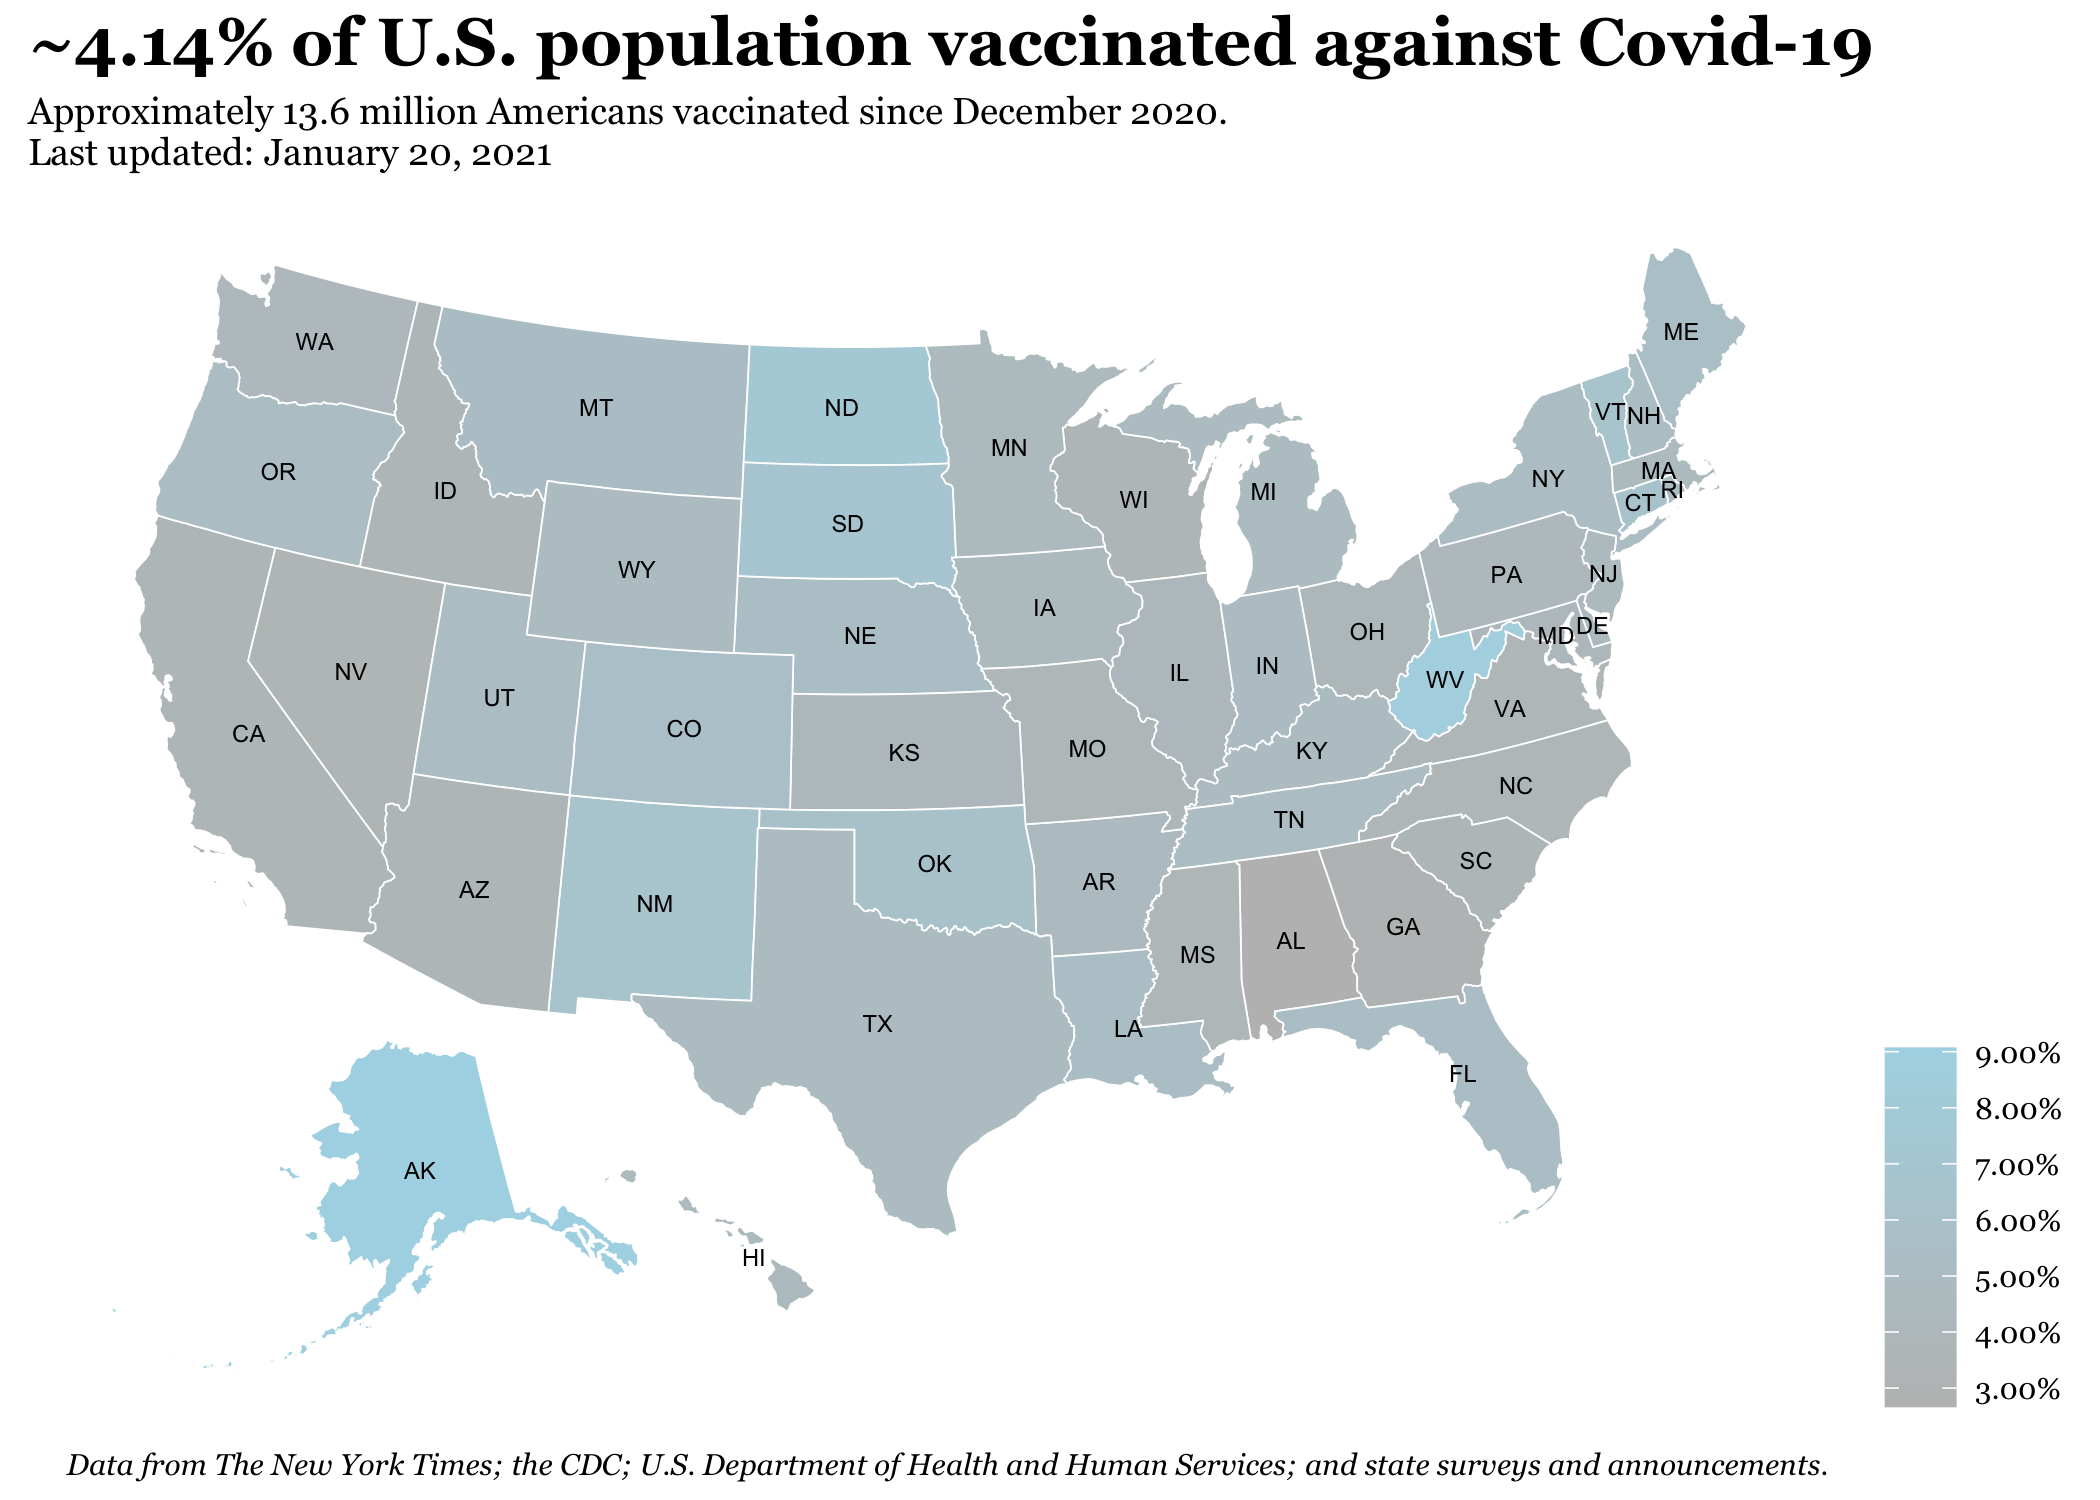 ~4.14% of U.S. population vaccinated against Covid-19
Approximately 13.6 million Americans vaccinated since December 2020.
Last updated: January 20, 2021
WA
ME
MT
ND
VT
NH
MN
OR
MA
NY
ID
RI
MI
WI
CT
SD
WY
PA
NJ
IA
DE
OH
MD
NE
IN
NV
IL
WV
UT
VA
CO
CA
KY
MO
KS
NC
TN
SC
OK
AR
AZ
NM
GA
AL
MS
TX
LA
FL
AK
HI
9.00%
8.00%
7.00%
6.00%
5.00%
4.00%
3.00%
Data from The New York Times; the CDC; U.S. Department of Health and Human Services; and state surveys and announcements.